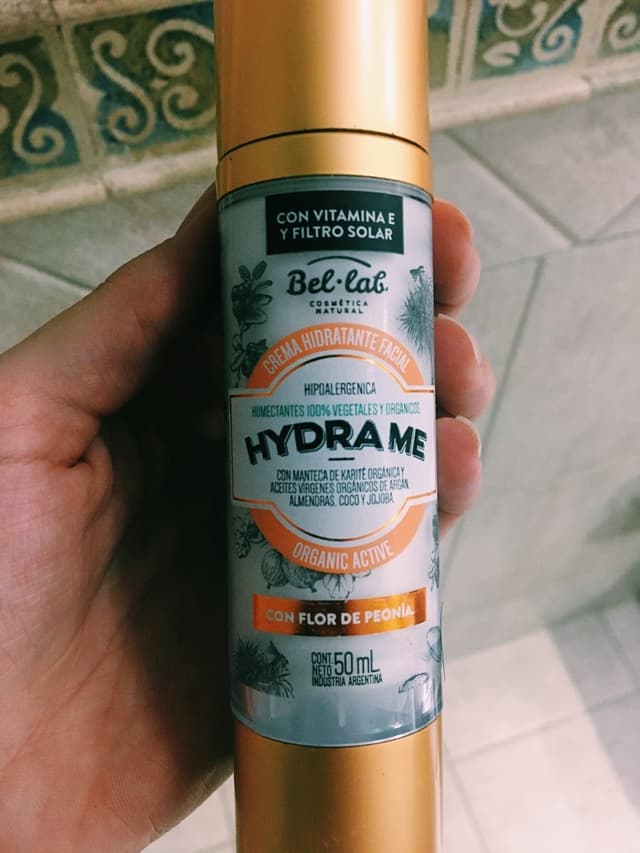 CON VITAMINA E
Y FILTRO SOLAR
Bel·lab.
COSMÉTICA
NATURAL
CREMA HIDRATANTE FACIAL
HIPOALERGENICA
HUMECTANTES 100% VEGETALES Y ORGÁNICOS.
HYDRA ME
CON MANTECA DE KARITÉ ORGÁNICA Y
ACEITES VÍRGENES ORGÁNICOS DE ARGÁN,
ALMENDRAS, COCO Y JOJOBA.
ORGANIC ACTIVE
CON FLOR DE PEONÍA.
CONT. NETO 50 mL
INDUSTRIA ARGENTINA